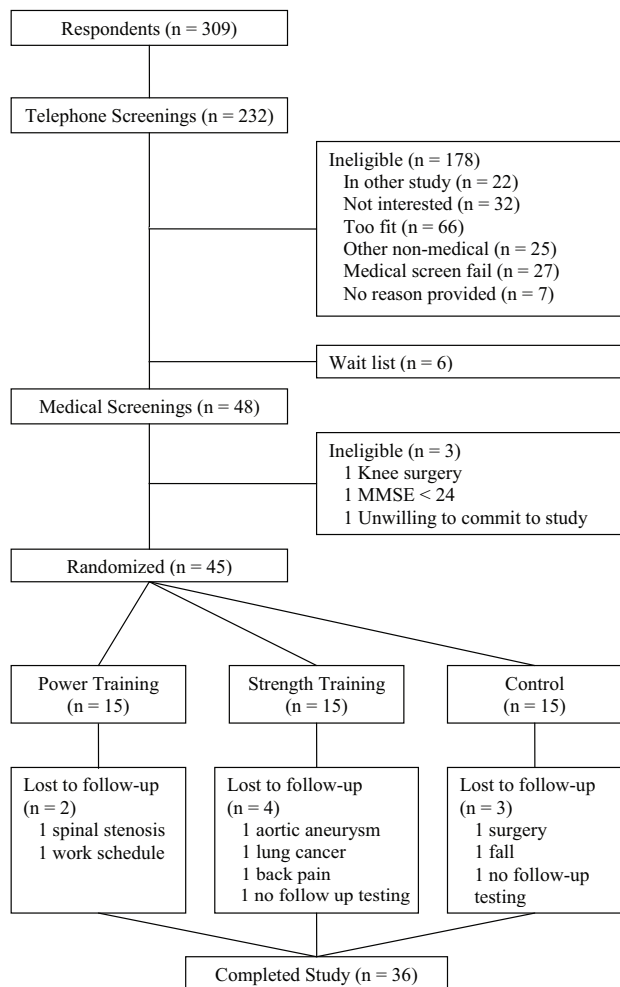 Respondents (n = 309)
Telephone Screenings (n = 232)
Ineligible (n = 178)
In other study (n = 22)
Not interested (n = 32)
Too fit (n = 66)
Other non-medical (n = 25)
Medical screen fail (n = 27)
No reason provided (n = 7)
Wait list (n = 6)
Medical Screenings (n = 48)
Ineligible (n = 3)
1 Knee surgery
1 MMSE < 24
1 Unwilling to commit to study
Randomized (n = 45)
Power Training
(n = 15)
Strength Training
(n = 15)
Control
(n = 15)
Lost to follow-up
(n = 2)
1 spinal stenosis
1 work schedule
Lost to follow-up
(n = 4)
1 aortic aneurysm
1 lung cancer
1 back pain
1 no follow up testing
Lost to follow-up
(n = 3)
1 surgery
1 fall
1 no follow-up
testing
Completed Study (n = 36)